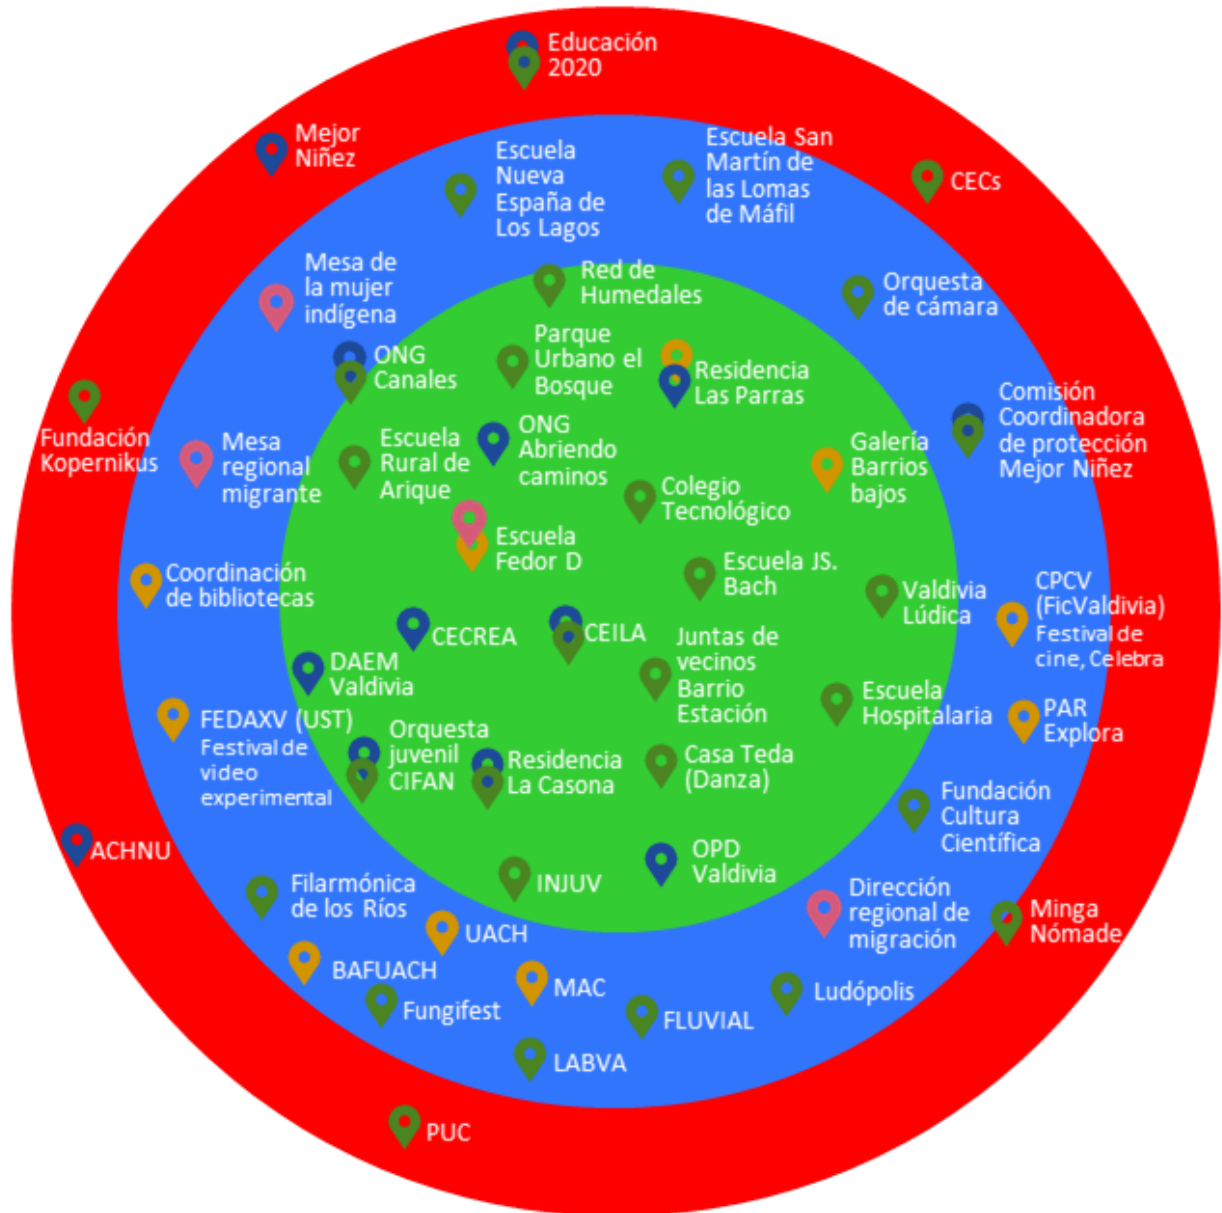 Educación
2020
Mejor
Niñez
Escuela
Nueva
España de
Los Lagos
Escuela San
Martín de
las Lomas
de Máfil
CECs
Mesa de
la mujer
indígena
Red de
Humedales
Orquesta
de cámara
ONG
Canales
Parque
Urbano el
Bosque
Residencia
Las Parras
Comisión
Coordinadora
de protección
Mejor Niñez
Fundación
Kopernikus
Mesa
regional
migrante
Escuela
Rural de
Arique
ONG
Abriendo
caminos
Galería
Barrios
bajos
Colegio
Tecnológico
Escuela
Fedor D
Escuela JS.
Bach
Coordinación
de bibliotecas
Valdivia
Lúdica
CPCV
(FicValdivia)
Festival de
cine, Celebra
CECREA
CEILA
Juntas de
vecinos
Barrio
Estación
DAEM
Valdivia
Escuela
Hospitalaria
PAR
Explora
FEDAXV (UST)
Festival de
video
experimental
Orquesta
juvenil
CIFAN
Residencia
La Casona
Casa Teda
(Danza)
Fundación
Cultura
Científica
ACHNU
OPD
Valdivia
INJUV
Filarmónica
de los Ríos
Dirección
regional de
migración
Minga
Nómade
UACH
BAFUACH
MAC
Ludópolis
Fungifest
FLUVIAL
LABVA
PUC